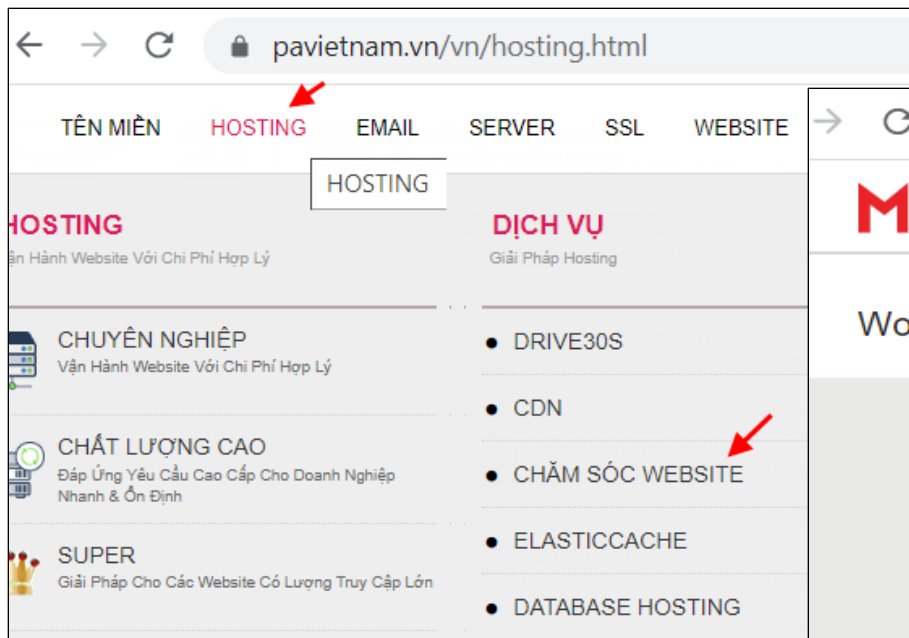 pavietnam.vn/vn/hosting.html
TÊN MIỀN HOSTING EMAIL SERVER SSL WEBSITE
HOSTING
HOSTING
Vận Hành Website Với Chi Phí Hợp Lý
CHUYÊN NGHIỆP
Vận Hành Website Với Chi Phí Hợp Lý
CHẤT LƯỢNG CAO
Đáp Ứng Yêu Cầu Cao Cấp Cho Doanh Nghiệp
Nhanh & Ổn Định
SUPER
Giải Pháp Cho Các Website Có Lượng Truy Cập Lớn
DỊCH VỤ
Giải Pháp Hosting
DRIVE30S
CDN
CHĂM SÓC WEBSITE
ELASTICCACHE
DATABASE HOSTING
M
Wo